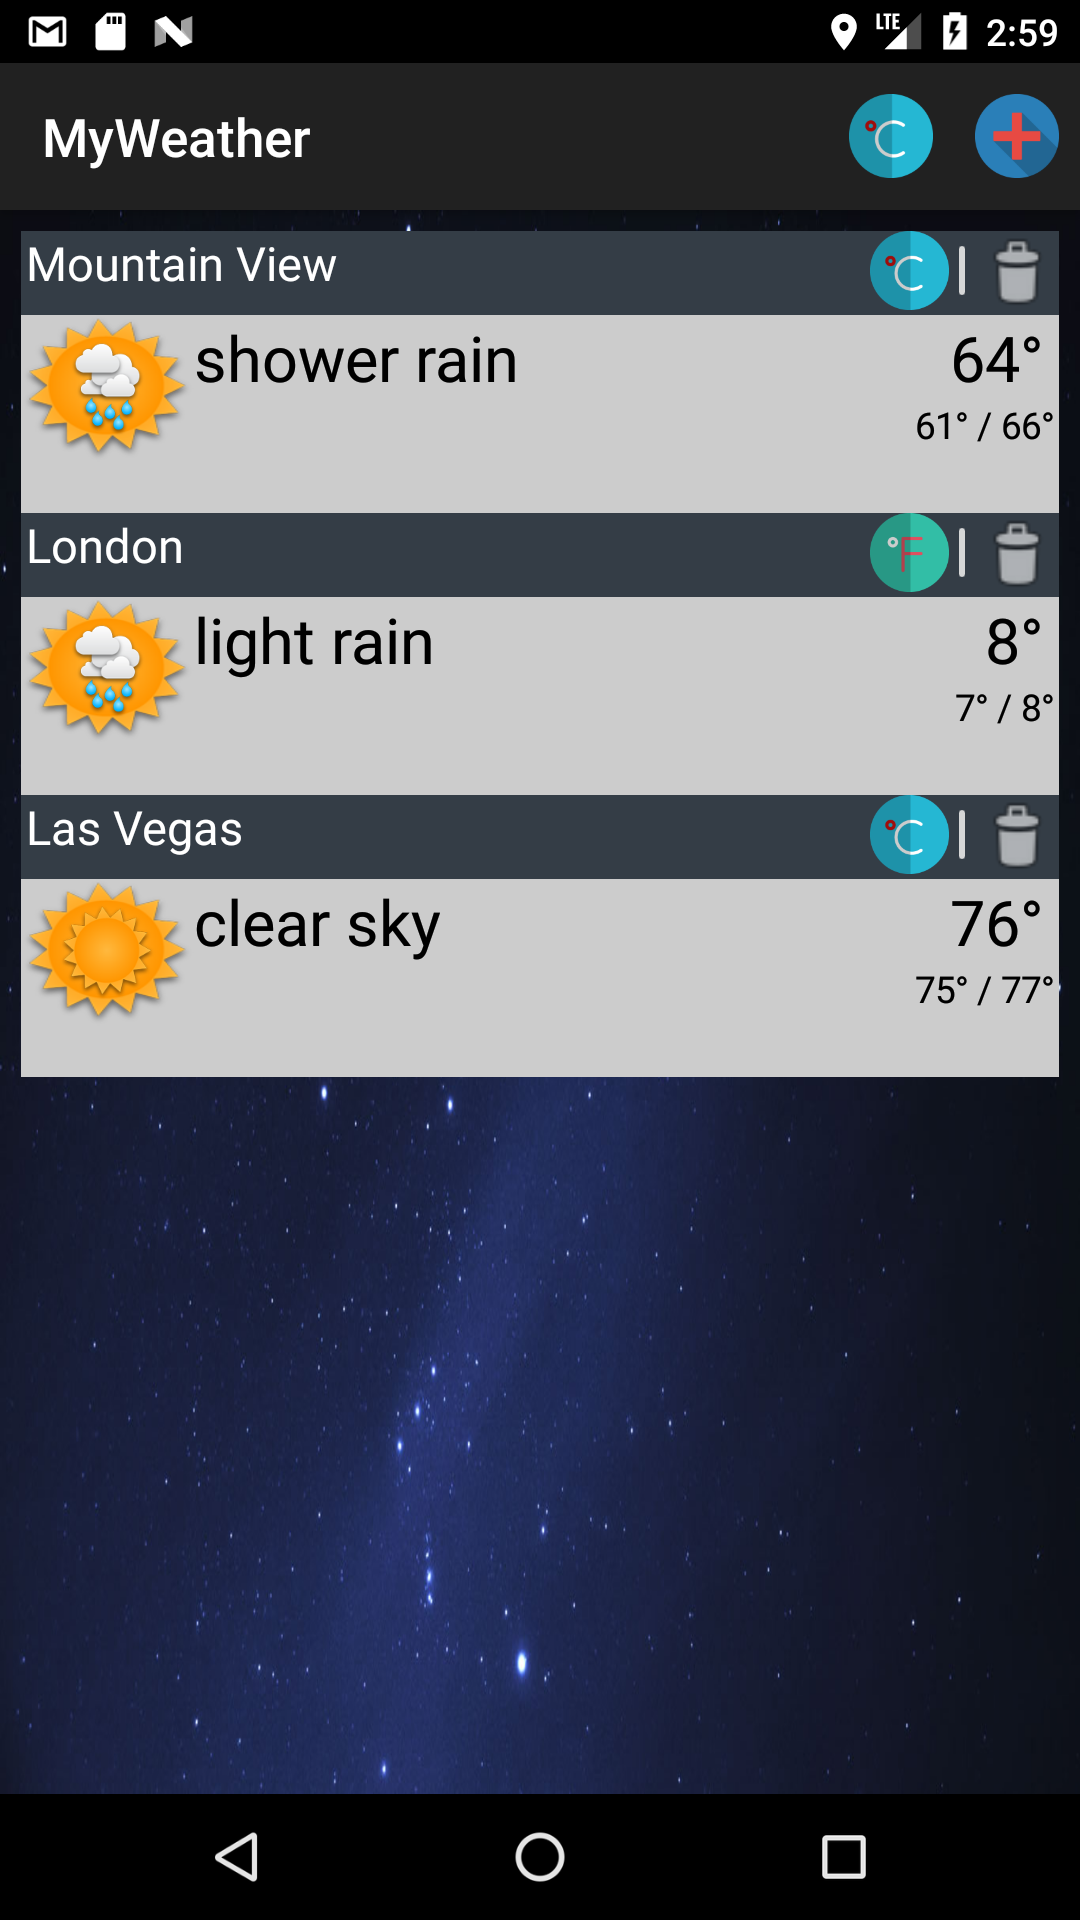 LTE 2:59
MyWeather °C
Mountain View °C
shower rain 64°
61° / 66°
London °F
light rain 8°
7° / 8°
Las Vegas °C
clear sky 76°
75° / 77°